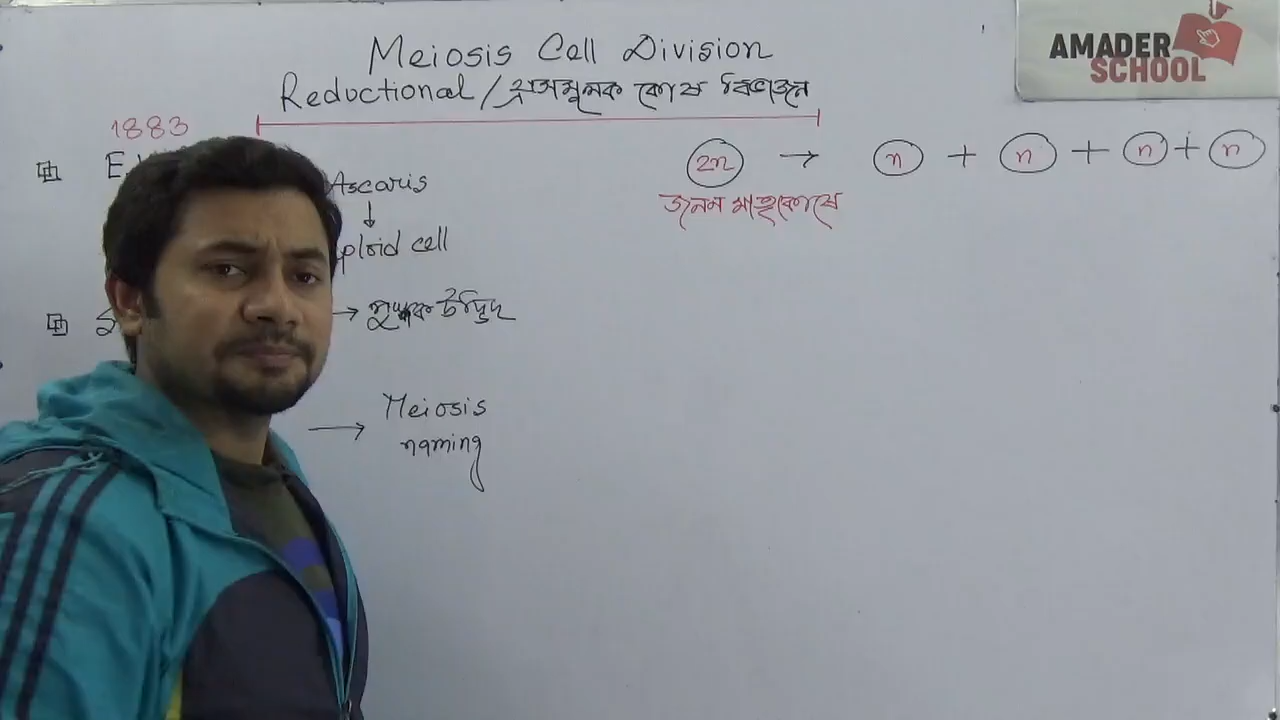 Meiosis Cell Division
Reductional / হ্রাসমূলক কোষ বিভাজন
AMADER
SCHOOL
1883
Ascaris
↓
ploid cell
→ পুষ্পক উদ্ভিদ
→ Meiosis
naming
2n → n + n + n + n
জনন মাতৃকোষে